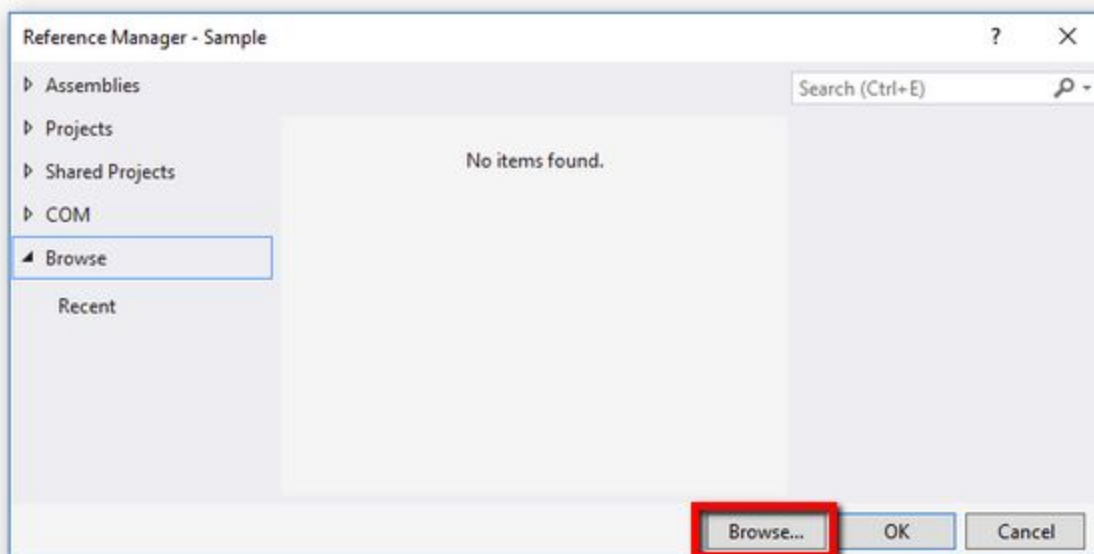 Reference Manager - Sample
?
Assemblies
Search (Ctrl+E)
Projects
Shared Projects
No items found.
COM
Browse
Recent
Browse...
OK
Cancel